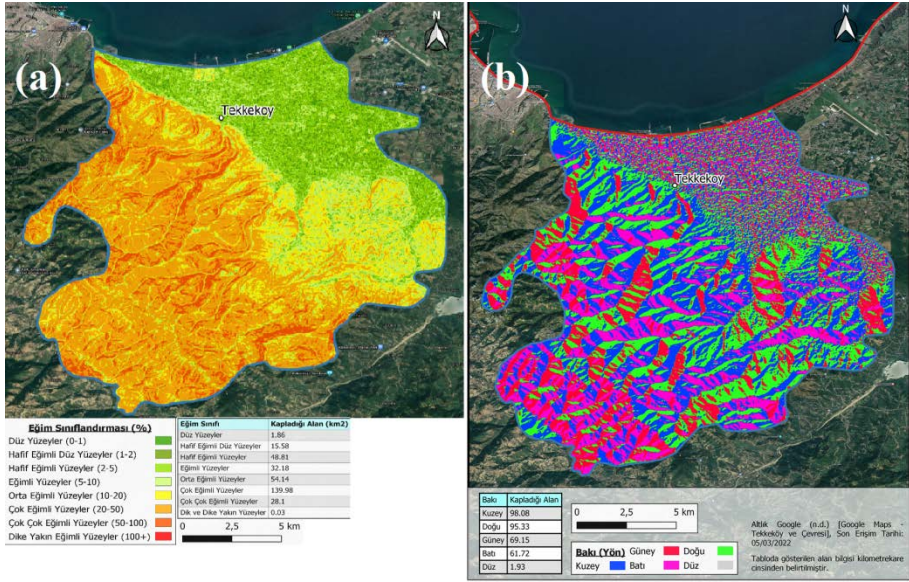 (a)
Tekkekoy
Eğim Sınıflandırması (%)
Düz Yüzeyler (0-1)
Hafif Eğimli Düz Yüzeyler (1-2)
Hafif Eğimli Yüzeyler (2-5)
Eğimli Yüzeyler (5-10)
Orta Eğimli Yüzeyler (10-20)
Çok Eğimli Yüzeyler (20-50)
Çok Çok Eğimli Yüzeyler (50-100)
Dike Yakın Eğimli Yüzeyler (100+)
Eğim Sınıfı Kapladığı Alan (km2)
Düz Yüzeyler 1.86
Hafif Eğimli Düz Yüzeyler 15.58
Hafif Eğimli Yüzeyler 48.81
Eğimli Yüzeyler 32.18
Orta Eğimli Yüzeyler 54.14
Çok Eğimli Yüzeyler 139.98
Çok Çok Eğimli Yüzeyler 28.1
Dik ve Dike Yakın Yüzeyler 0.03
0 2,5 5 km
(b)
Tekkekoy
Bakı Kapladığı Alan
Kuzey 98.08
Doğu 95.33
Güney 69.15
Batı 61.72
Düz 1.93
0 2,5 5 km
Bakı (Yön) Güney Doğu
Kuzey Batı Düz
Altlık Google (n.d.) [Google Maps -
Tekkeköy ve Çevresi], Son Erişim Tarihi:
05/03/2022
Tabloda gösterilen alan bilgisi kilometrekare
cinsinden belirtilmiştir.